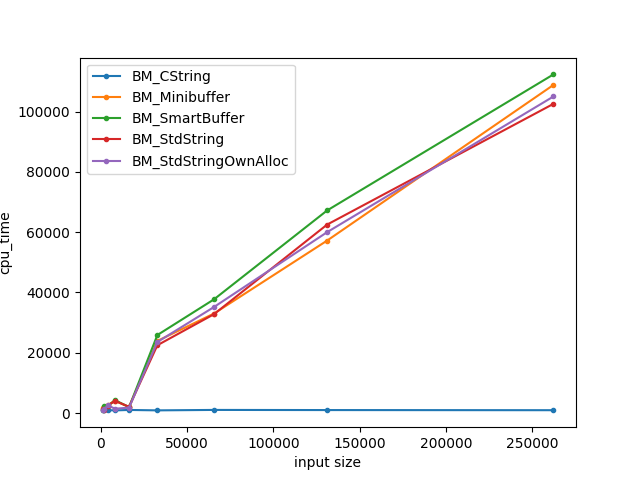 BM_CString
BM_Minibuffer
BM_SmartBuffer
BM_StdString
BM_StdStringOwnAlloc
cpu_time
100000
80000
60000
40000
20000
0
0 50000 100000 150000 200000 250000
input size